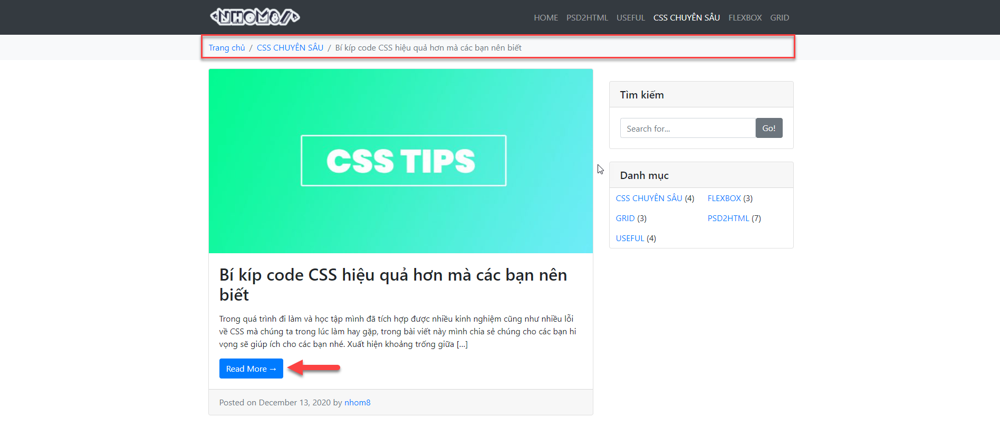 <NHOM8/>
HOME PSD2HTML USEFUL CSS CHUYÊN SÂU FLEXBOX GRID
Trang chủ / CSS CHUYÊN SÂU / Bí kíp code CSS hiệu quả hơn mà các bạn nên biết
CSS TIPS
Bí kíp code CSS hiệu quả hơn mà các bạn nên
biết
Trong quá trình đi làm và học tập mình đã tích hợp được nhiều kinh nghiệm cũng như nhiều lỗi
về CSS mà chúng ta trong lúc làm hay gặp, trong bài viết này mình chia sẻ chúng cho các bạn hi
vọng sẽ giúp ích cho các bạn nhé. Xuất hiện khoảng trống giữa [...]
Read More →
Posted on December 13, 2020 by nhom8
Tìm kiếm
Search for... Go!
Danh mục
CSS CHUYÊN SÂU (4) FLEXBOX (3)
GRID (3) PSD2HTML (7)
USEFUL (4)